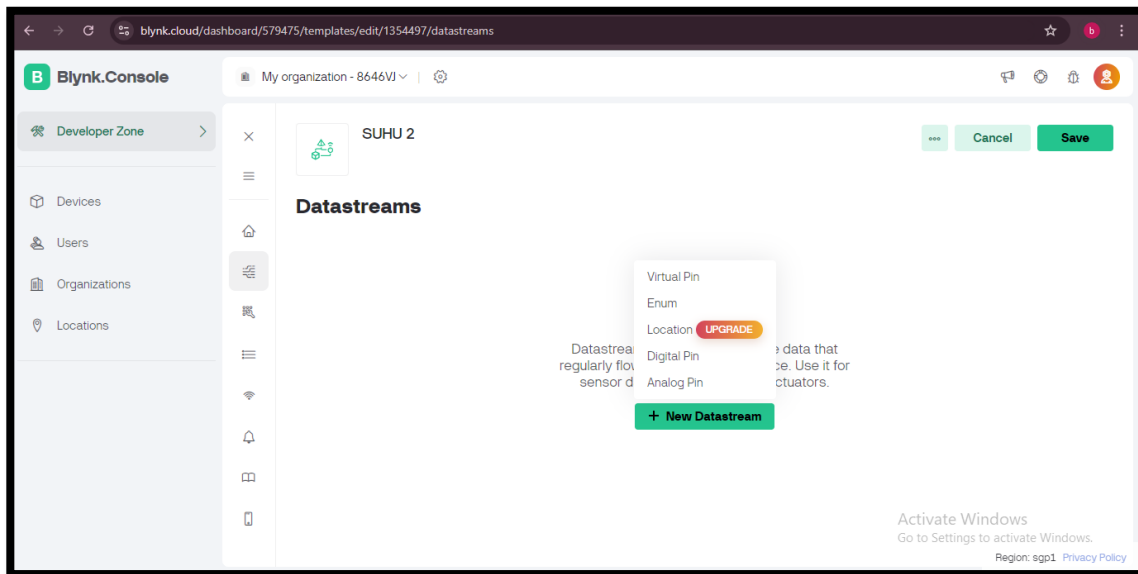 blynk.cloud/dashboard/579475/templates/edit/1354497/datastreams
b
B Blynk.Console
My organization - 8646VJ
Developer Zone
SUHU 2
Cancel
Save
Devices
Users
Organizations
Locations
Datastreams
Virtual Pin
Enum
Location UPGRADE
Digital Pin
Analog Pin
Datastrea data that
regularly flo ce. Use it for
sensor d ctuators.
+ New Datastream
Activate Windows
Go to Settings to activate Windows.
Region: sgp1 Privacy Policy